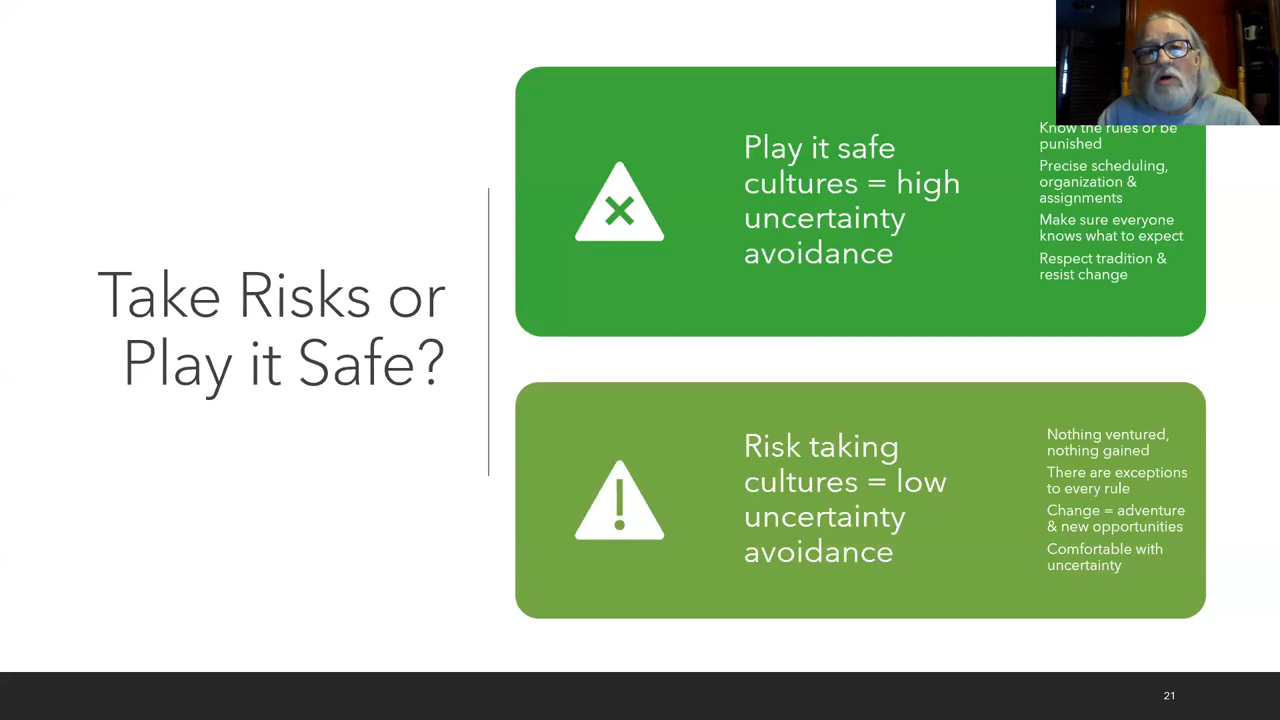 Take Risks or
Play it Safe?
Play it safe
cultures = high
uncertainty
avoidance
Know the rules or be
punished
Precise scheduling,
organization &
assignments
Make sure everyone
knows what to expect
Respect tradition &
resist change
Risk taking
cultures = low
uncertainty
avoidance
Nothing ventured,
nothing gained
There are exceptions
to every rule
Change = adventure
& new opportunities
Comfortable with
uncertainty
21